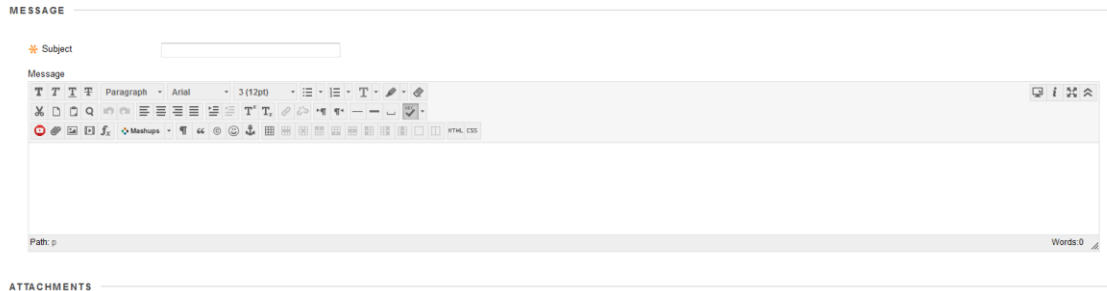 MESSAGE
Subject
Message
Paragraph Arial 3 (12pt)
Mashups HTML CSS
Path: p Words:0
ATTACHMENTS